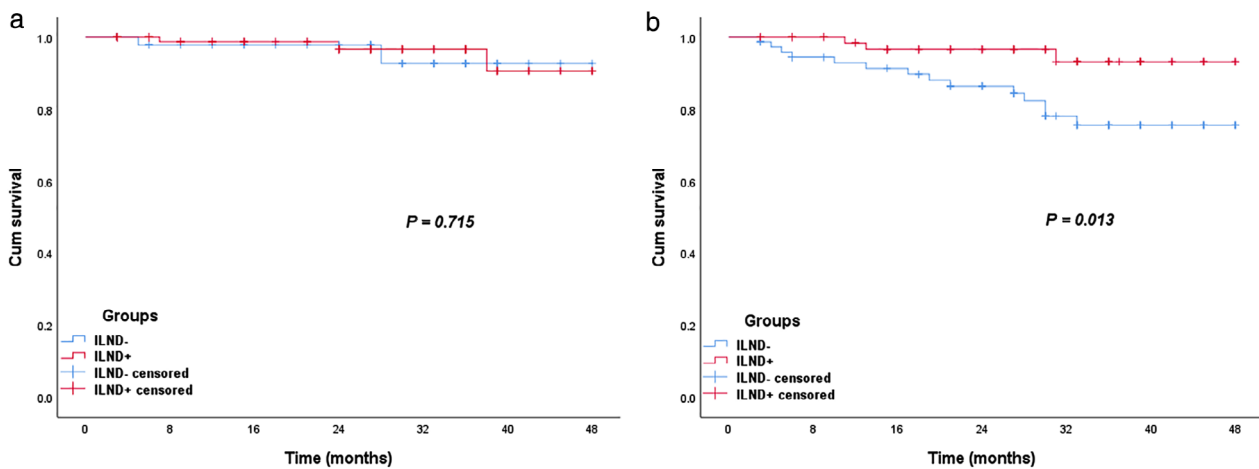 a
1.0
0.8
0.6
0.4
0.2
0.0
Cum survival
P = 0.715
Groups
ILND-
ILND+
ILND- censored
ILND+ censored
0 8 16 24 32 40 48
Time (months)
b
1.0
0.8
0.6
0.4
0.2
0.0
Cum survival
P = 0.013
Groups
ILND-
ILND+
ILND- censored
ILND+ censored
0 8 16 24 32 40 48
Time (months)